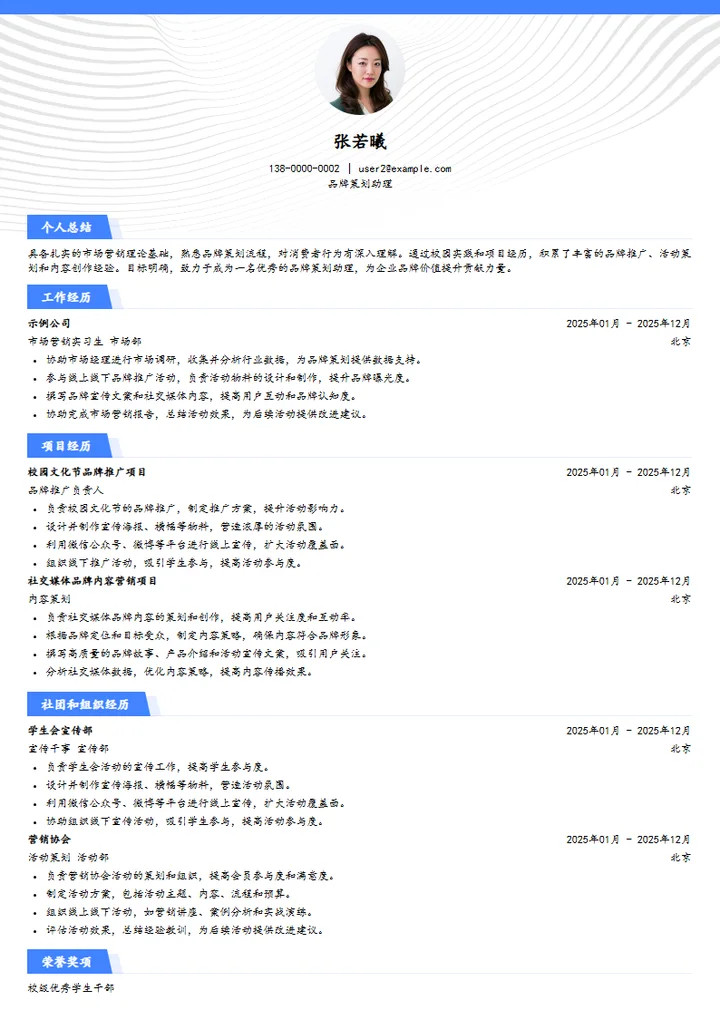 张若曦
138-0000-0002 | user2@example.com
品牌策划助理
个人总结
具备扎实的市场营销理论基础，熟悉品牌策划流程，对消费者行为有深入理解。通过校园实践和项目经历，积累了丰富的品牌推广、活动策
划和内容创作经验。目标明确，致力于成为一名优秀的品牌策划助理，为企业品牌价值提升贡献力量。
工作经历
示例公司 2025年01月 - 2025年12月
市场营销实习生 市场部 北京
• 协助市场经理进行市场调研，收集并分析行业数据，为品牌策划提供数据支持。
• 参与线上线下品牌推广活动，负责活动物料的设计和制作，提升品牌曝光度。
• 撰写品牌宣传文案和社交媒体内容，提高用户互动和品牌认知度。
• 协助完成市场营销报告，总结活动效果，为后续活动提供改进建议。
项目经历
校园文化节品牌推广项目 2025年01月 - 2025年12月
品牌推广负责人 北京
• 负责校园文化节的品牌推广，制定推广方案，提升活动影响力。
• 设计并制作宣传海报、横幅等物料，营造浓厚的活动氛围。
• 利用微信公众号、微博等平台进行线上宣传，扩大活动覆盖面。
• 组织线下推广活动，吸引学生参与，提高活动参与度。
社交媒体品牌内容营销项目 2025年01月 - 2025年12月
内容策划 北京
• 负责社交媒体品牌内容的策划和创作，提高用户关注度和互动率。
• 根据品牌定位和目标受众，制定内容策略，确保内容符合品牌形象。
• 撰写高质量的品牌故事、产品介绍和活动宣传文案，吸引用户关注。
• 分析社交媒体数据，优化内容策略，提高内容传播效果。
社团和组织经历
学生会宣传部 2025年01月 - 2025年12月
宣传干事 宣传部 北京
• 负责学生会活动的宣传工作，提高学生参与度。
• 设计并制作宣传海报、横幅等物料，营造活动氛围。
• 利用微信公众号、微博等平台进行线上宣传，扩大活动覆盖面。
• 协助组织线下宣传活动，吸引学生参与，提高活动参与度。
营销协会 2025年01月 - 2025年12月
活动策划 活动部 北京
• 负责营销协会活动的策划和组织，提高会员参与度和满意度。
• 制定活动方案，包括活动主题、内容、流程和预算。
• 组织线上线下活动，如营销讲座、案例分析和实战演练。
• 评估活动效果，总结经验教训，为后续活动提供改进建议。
荣誉奖项
校级优秀学生干部